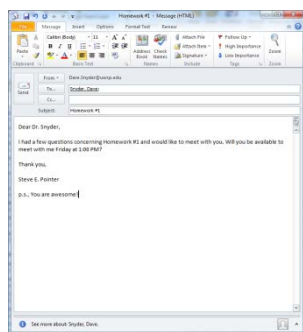 Homework #1 - Message (HTML)
File Message Insert Options Format Text Review
Calibri (Body) 11
Paste
B I U
Address Book
Check Names
Attach File
Attach Item
Signature
Follow Up
High Importance
Low Importance
Zoom
Clipboard Basic Text Names Include Tags Zoom
Send
From
To... Snyder, Dave;
Cc...
Subject: Homework #1
Dear Dr. Snyder,
I had a few questions concerning Homework #1 and would like to meet with you. Will you be available to
meet with me Friday at 1:00 PM?
Thank you,
Steve E. Pointer
p.s., You are awesome!
See more about: Snyder, Dave.